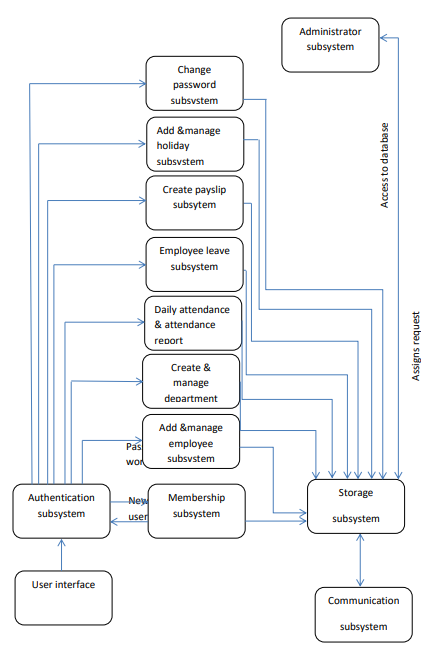 Administrator
subsystem
Change
password
subsystem
Add &manage
holiday
subsystem
Create payslip
subsytem
Employee leave
subsystem
Daily attendance
& attendance
report
Create &
manage
department
Add &manage
employee
subsystem
Access to database
Assigns request
Pas
wor
Authentication
subsystem
New
user
Membership
subsystem
Storage
subsystem
User interface
Communication
subsystem